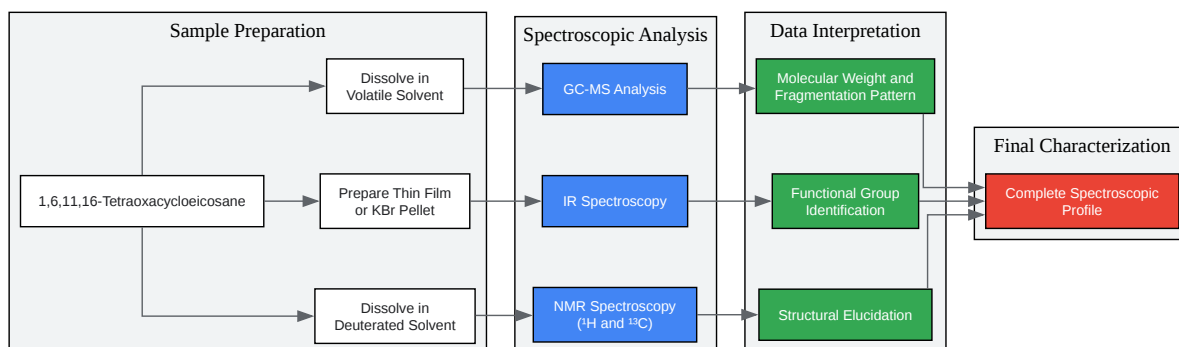 Sample Preparation
Spectroscopic Analysis
Data Interpretation
Dissolve in
Volatile Solvent
GC-MS Analysis
Molecular Weight and
Fragmentation Pattern
Final Characterization
1,6,11,16-Tetraoxacycloeicosane
Prepare Thin Film
or KBr Pellet
IR Spectroscopy
Functional Group
Identification
Complete Spectroscopic
Profile
Dissolve in
Deuterated Solvent
NMR Spectroscopy
(¹H and ¹³C)
Structural Elucidation